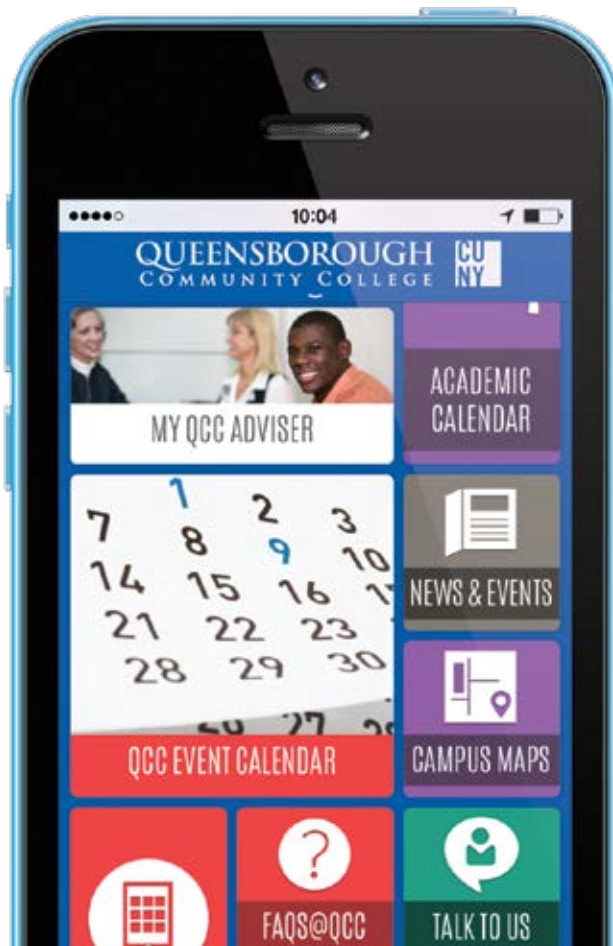 10:04
QUEENSBOROUGH
COMMUNITY COLLEGE
CU
NY
MY QCC ADVISER
ACADEMIC
CALENDAR
1 2 3
7 8 9 10
14 15 16
21 22 23
28 29 30
27
QCC EVENT CALENDAR
NEWS & EVENTS
CAMPUS MAPS
FAQS@QCC
TALK TO US